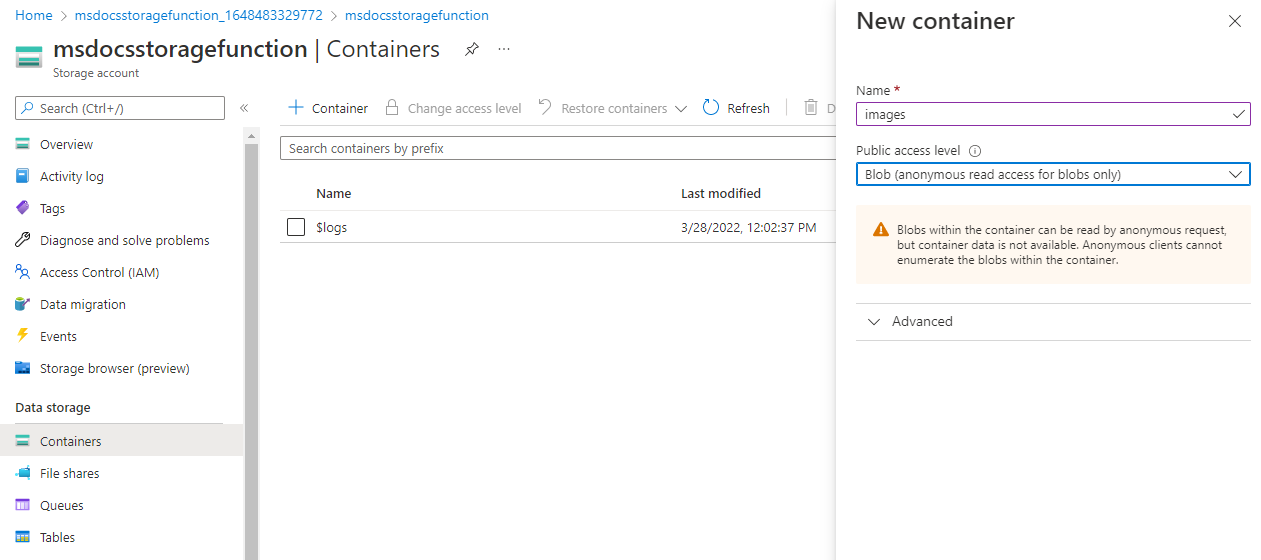 Home > msdocsstoragefunction_1648483329772 > msdocsstoragefunction
msdocsstoragefunction | Containers ...
Storage account
Search (Ctrl+/)
«
Overview
Activity log
Tags
Diagnose and solve problems
Access Control (IAM)
Data migration
Events
Storage browser (preview)
Data storage
Containers
File shares
Queues
Tables
+ Container
Change access level
Restore containers
Refresh
D
Search containers by prefix
Name Last modified
$logs 3/28/2022, 12:02:37 PM
New container
Name *
images
Public access level
Blob (anonymous read access for blobs only)
Blobs within the container can be read by anonymous request,
but container data is not available. Anonymous clients cannot
enumerate the blobs within the container.
Advanced